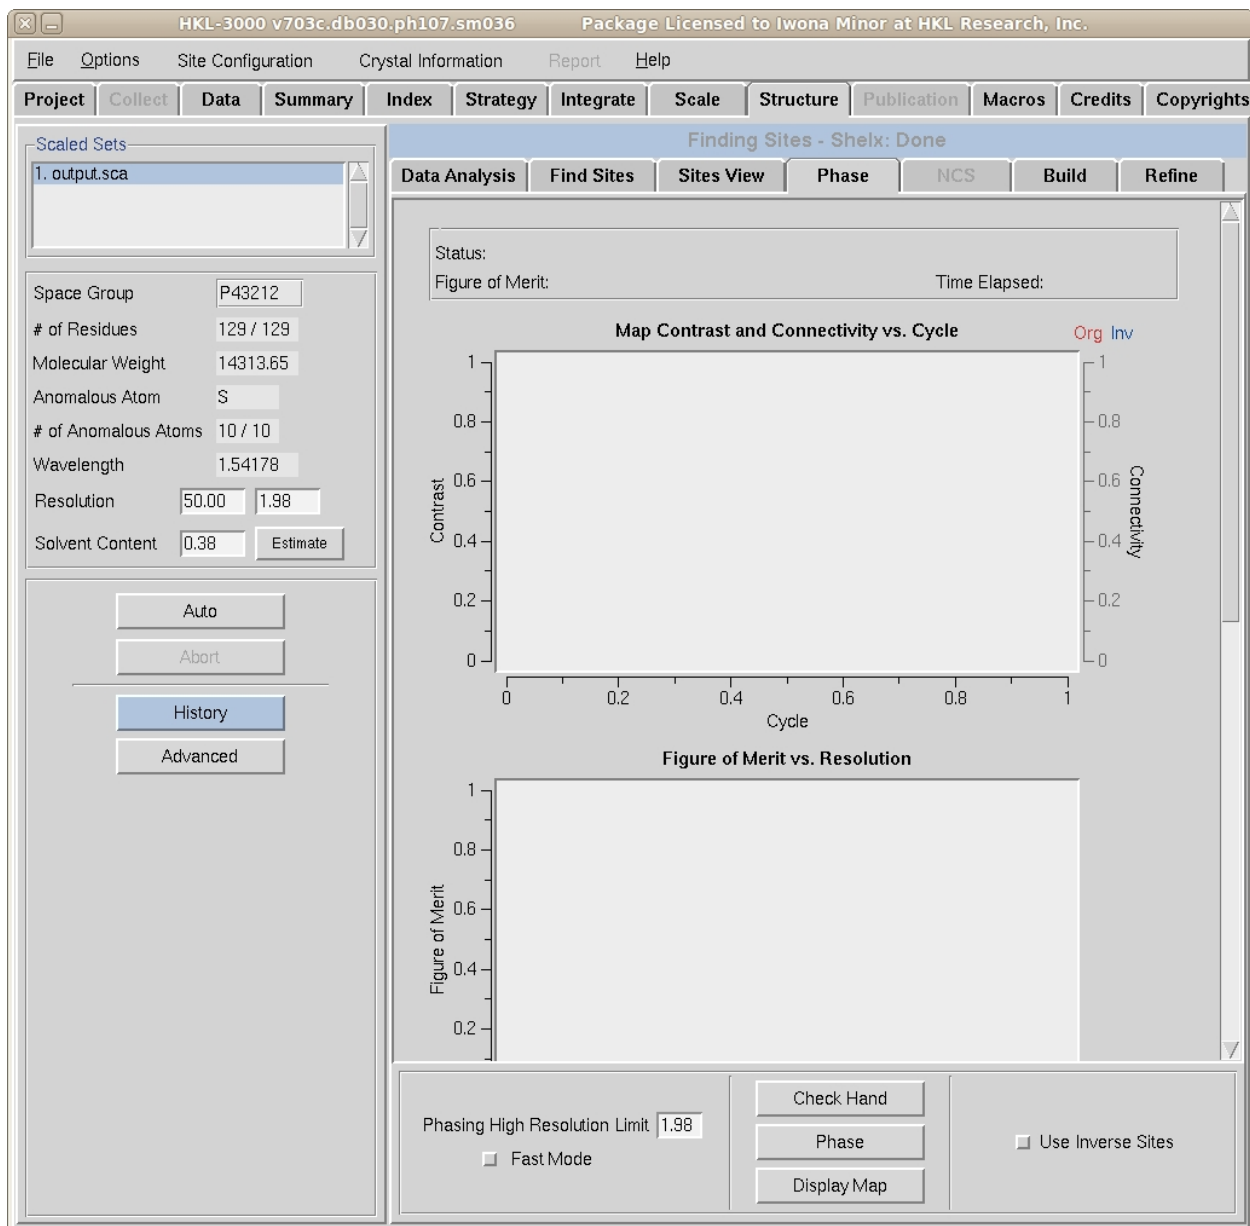 HKL-3000 v703c.db030.ph107.sm036 Package Licensed to Iwona Minor at HKL Research, Inc.
File Options Site Configuration Crystal Information Report Help
Project Collect Data Summary Index Strategy Integrate Scale Structure Publication Macros Credits Copyrights
Scaled Sets
1. output.sca
Space Group P43212
# of Residues 129 / 129
Molecular Weight 14313.65
Anomalous Atom S
# of Anomalous Atoms 10 / 10
Wavelength 1.54178
Resolution 50.00 1.98
Solvent Content 0.38 Estimate
Auto
Abort
History
Advanced
Finding Sites - Shelx: Done
Data Analysis Find Sites Sites View Phase NCS Build Refine
Status:
Figure of Merit: Time Elapsed:
Map Contrast and Connectivity vs. Cycle
Org Inv
1 1
0.8 0.8
0.6 0.6
0.4 0.4
0.2 0.2
0 0
Contrast
Connectivity
0 0.2 0.4 0.6 0.8 1
Cycle
Figure of Merit vs. Resolution
1
0.8
0.6
0.4
0.2
Figure of Merit
Phasing High Resolution Limit 1.98
Fast Mode
Check Hand
Phase
Display Map
Use Inverse Sites